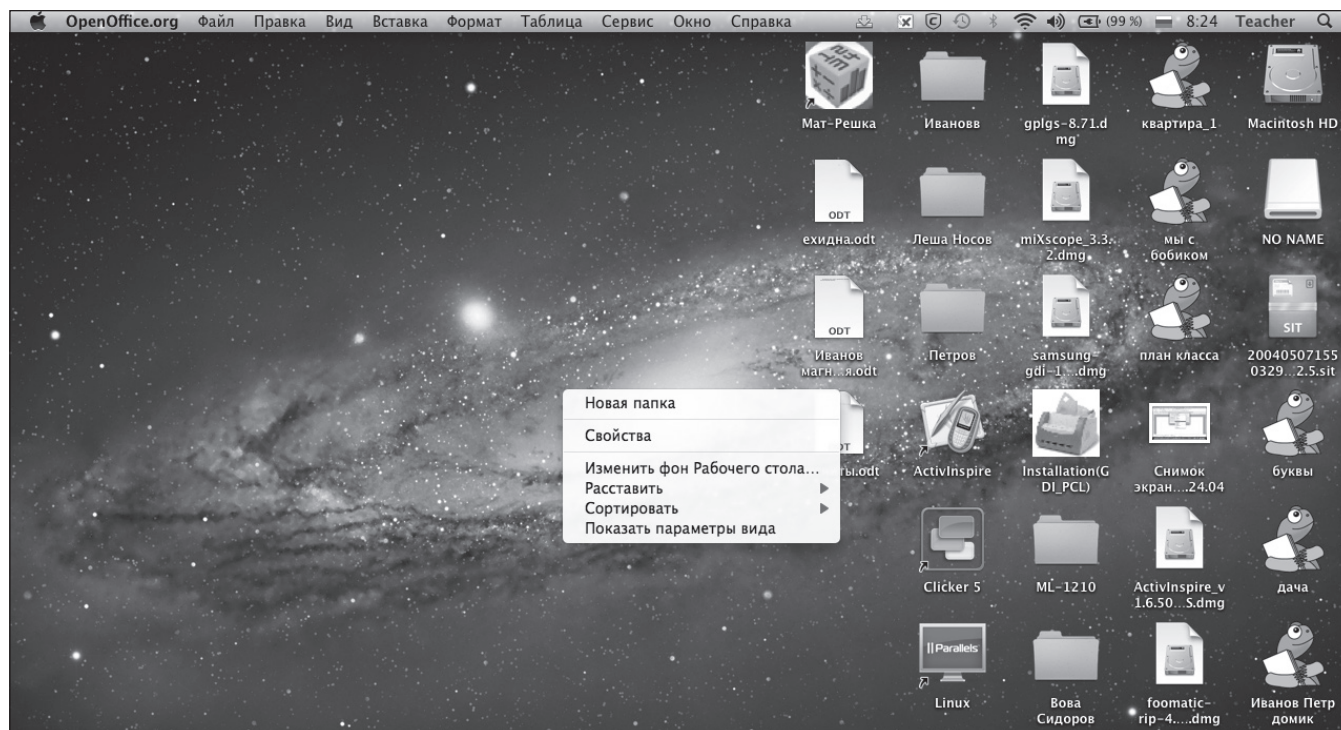 OpenOffice.org Файл Правка Вид Вставка Формат Таблица Сервис Окно Справка (99 %) 8:24 Teacher
Мат-Решка
Ивановв
gplgs-8.71.d
mg
квартира_1
Macintosh HD
ODT
ехидна.odt
Леша Носов
miXscope_3.3.
2.dmg
мы с
бобиком
NO NAME
ODT
Иванов
магн...я.odt
Петров
samsung-
gdi-1....dmg
план класса
SIT
20040507155
0329...2.5.sit
Новая папка
Свойства
Изменить фон Рабочего стола...
Расставить
Сортировать
Показать параметры вида
ActivInspire
Installation(G
DI_PCL)
Снимок
экран....24.04
буквы
Clicker 5
ML-1210
ActivInspire_v
1.6.50...S.dmg
дача
Parallels
Linux
Вова
Сидоров
foomatic-
rip-4.....dmg
Иванов Петр
домик